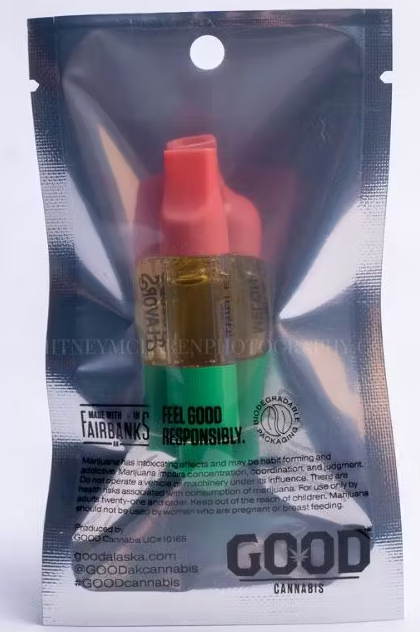 FLAVORS
MELON
WHITNEYMCLARENPHOTOGRAPHY.C
MADE WITH IN
FAIRBANKS
AK
FEEL GOOD
RESPONSIBLY.
BIODEGRADABLE
PACKAGING
Marijuana has intoxicating effects and may be habit forming and
addictive. Marijuana impairs concentration, coordination, and judgment.
Do not operate a vehicle or machinery under its influence. There are
health risks associated with consumption of marijuana. For use only by
adults twenty-one and older. Keep out of the reach of children. Marijuana
should not be used by women who are pregnant or breast feeding.
Produced by
GOOD Cannabis LIC# 10166
goodalaska.com
@GOODakcannabis
#GOODcannabis
GOOD
CANNABIS